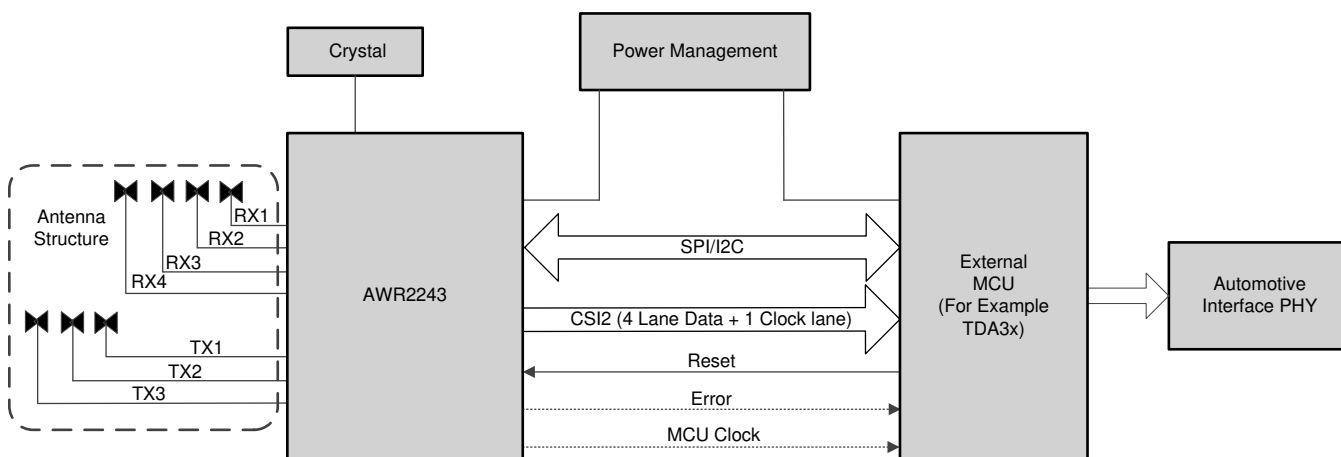 Crystal
Power Management
Antenna
Structure
RX1
RX2
RX3
RX4
TX1
TX2
TX3
AWR2243
SPI/I2C
CSI2 (4 Lane Data + 1 Clock lane)
Reset
Error
MCU Clock
External
MCU
(For Example
TDA3x)
Automotive
Interface PHY